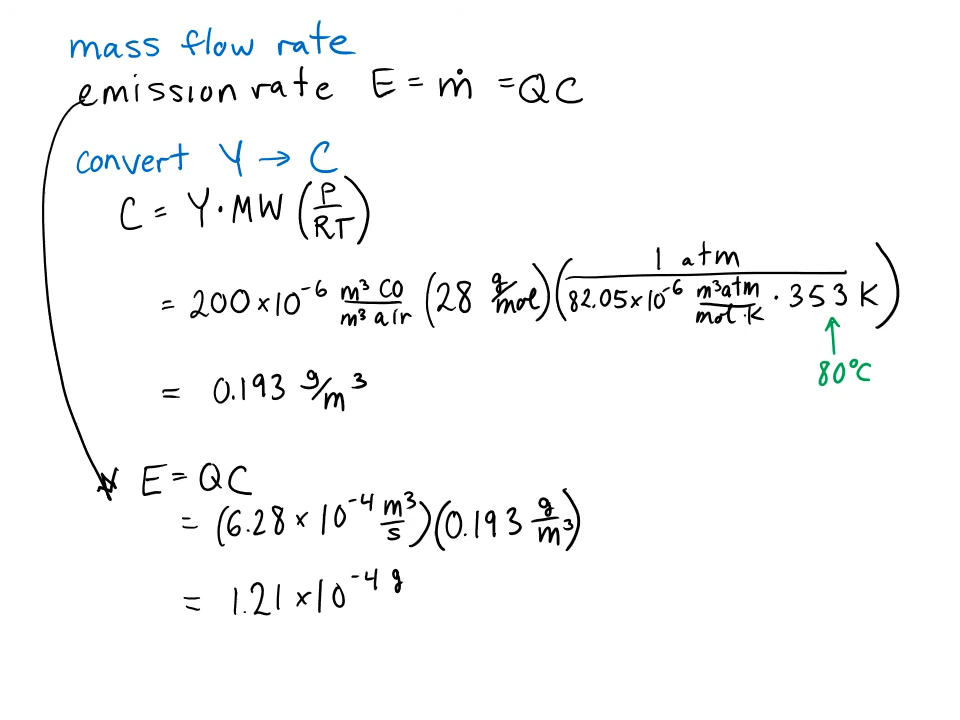 mass flow rate
emission rate E = ṁ = QC
convert Y → C
C = Y · MW (P/RT)
= 200 × 10⁻⁶ m³ CO/m³ air (28 g/mol) (1 atm / 82.05 × 10⁻⁶ m³ atm/mol · K · 353 K)
80°C
= 0.193 g/m³
E = QC
= (6.28 × 10⁻⁴ m³/s) (0.193 g/m³)
= 1.21 × 10⁻⁴ g